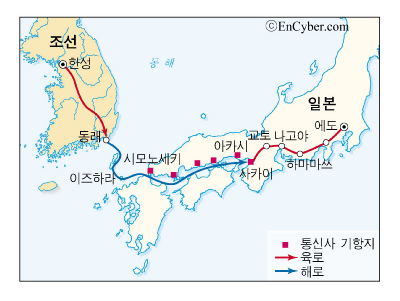 ©EnCyber.com
조선
한성
동해
일본
동래
시모노세키
아카시
교토
나고야
에도
이즈하라
사카이
하마마쓰
통신사 기항지
육로
해로